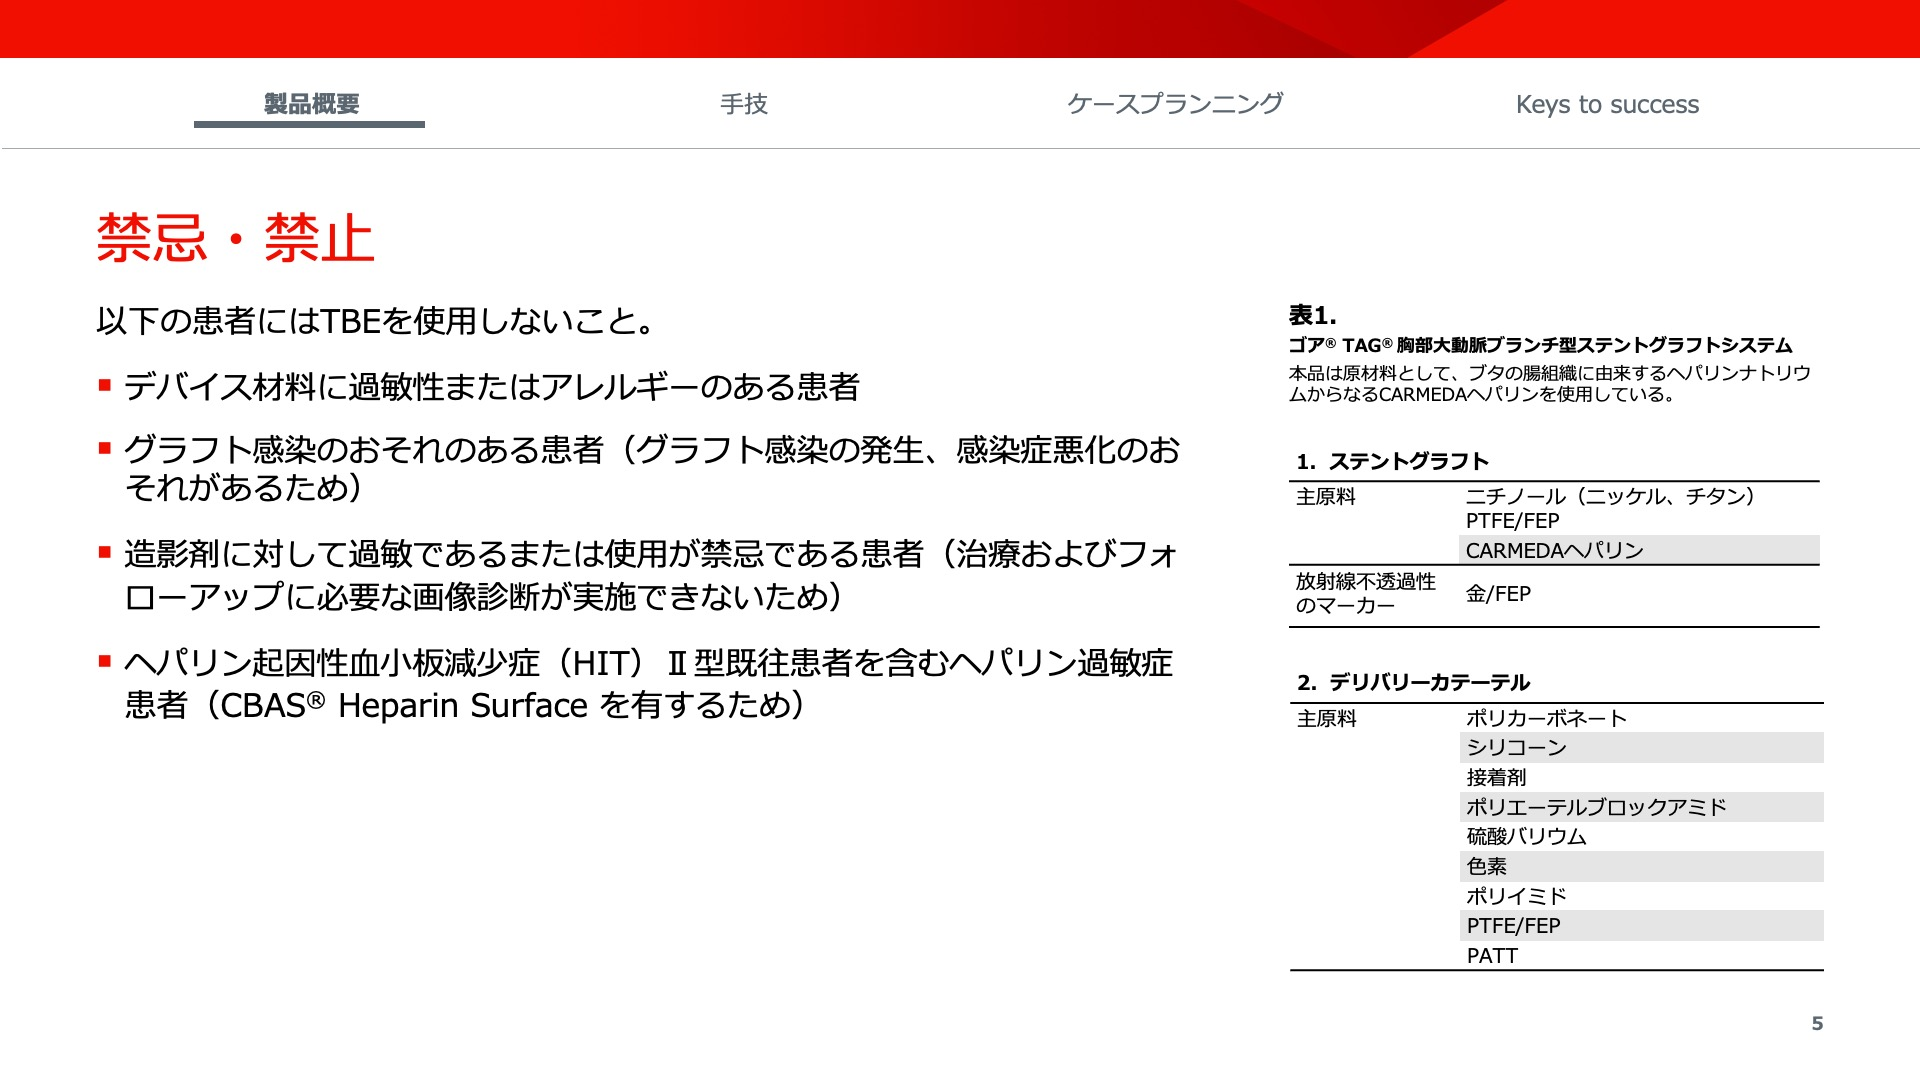 製品概要
手技
ケースプランニング
Keys to success
禁忌・禁止
以下の患者にはTBEを使用しないこと。
デバイス材料に過敏性またはアレルギーのある患者
グラフト感染のおそれのある患者（グラフト感染の発生、感染症悪化のお
それがあるため）
造影剤に対して過敏であるまたは使用が禁忌である患者（治療およびフォ
ローアップに必要な画像診断が実施できないため）
ヘパリン起因性血小板減少症（HIT）Ⅱ型既往患者を含むヘパリン過敏症
患者（CBAS® Heparin Surface を有するため）
表1.
ゴア® TAG® 胸部大動脈ブランチ型ステントグラフトシステム
本品は原材料として、ブタの腸組織に由来するヘパリンナトリウ
ムからなるCARMEDAヘパリンを使用している。
1. ステントグラフト
主原料 ニチノール（ニッケル、チタン）
PTFE/FEP
CARMEDAヘパリン
放射線不透過性
のマーカー
金/FEP
2. デリバリーカテーテル
主原料 ポリカーボネート
シリコーン
接着剤
ポリエーテルブロックアミド
硫酸バリウム
色素
ポリイミド
PTFE/FEP
PATT
5